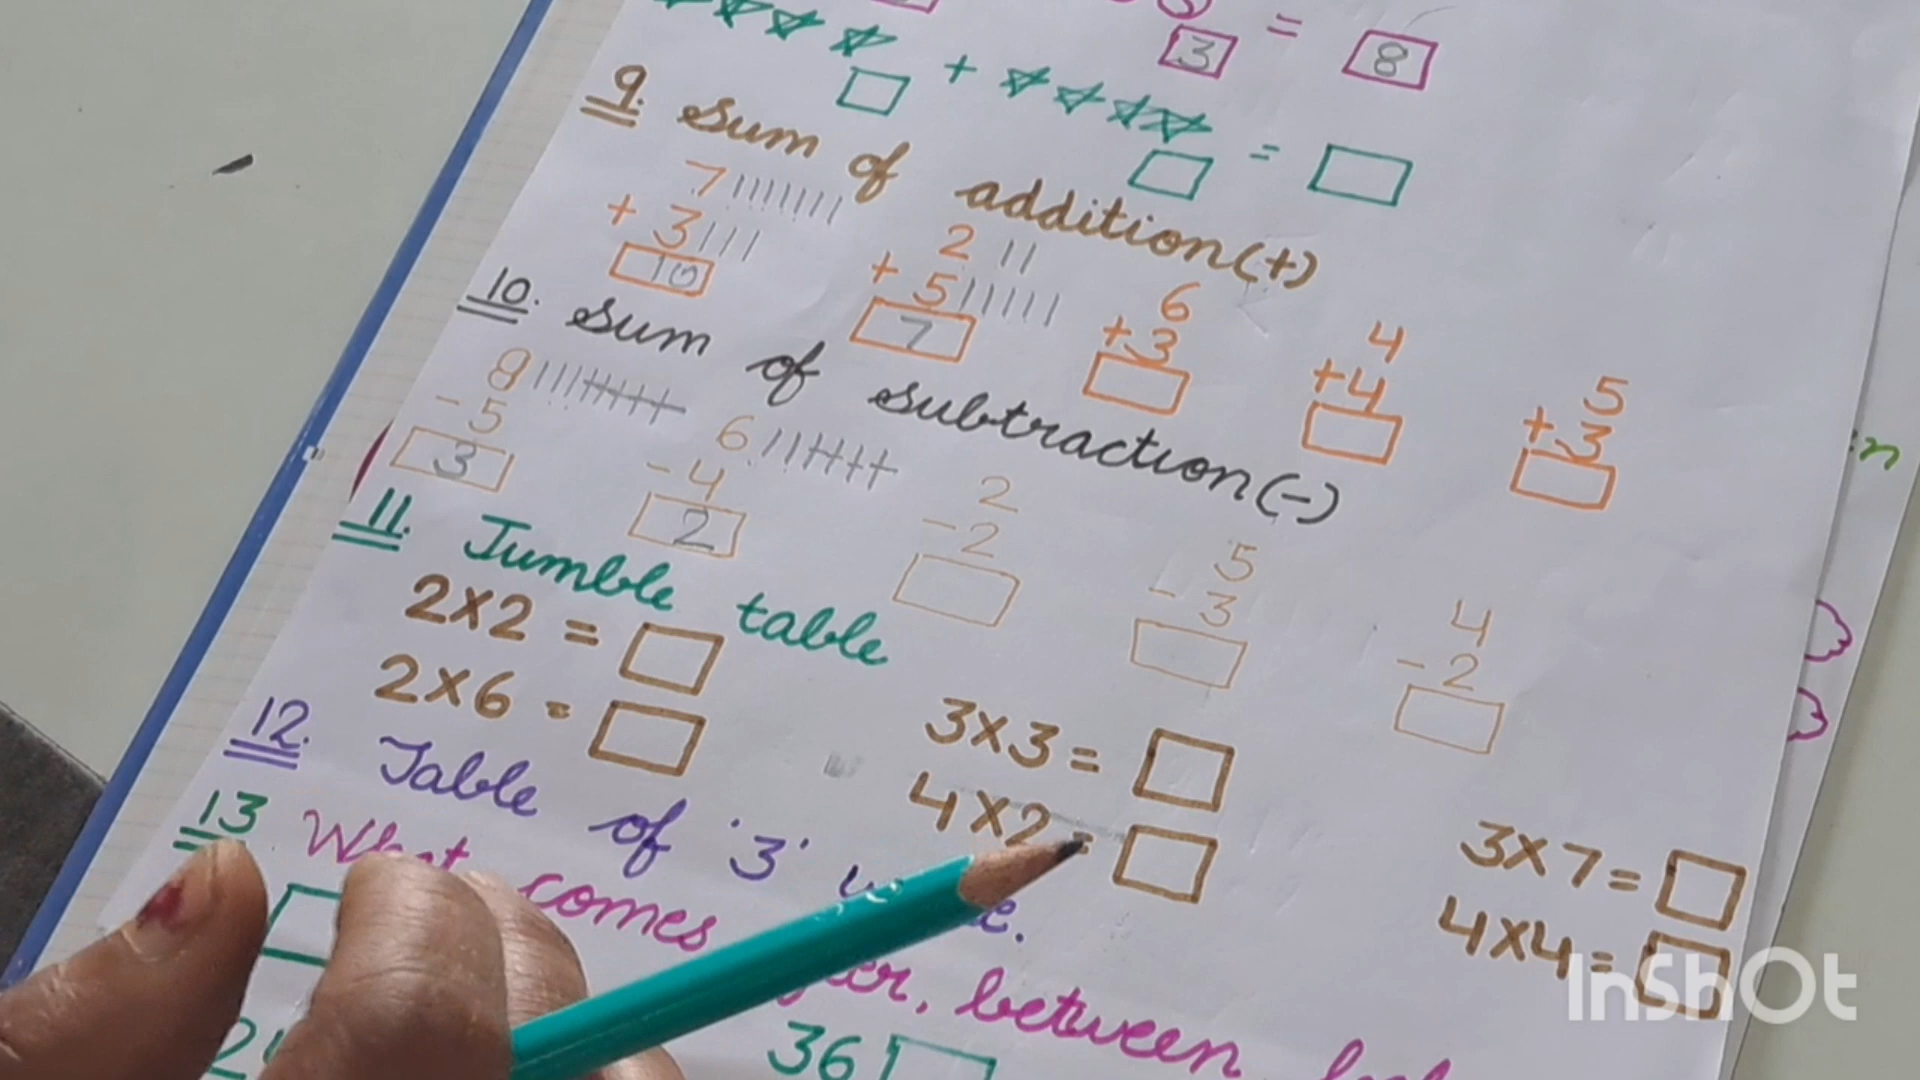 3 = 8
+ =
9. Sum of addition(+)
7 2 6 4 5
+ 3 + 5 +3 +4 +3
10 7
10. Sum of subtraction(-)
8 6 2 5 4
- 5 - 4 - 2 - 3 - 2
3 2
11. Jumble table
2x2 = 3x3 = 3x7 =
2x6 = 4x2 = 4x4 =
12. Table of '3'
13 What comes between
36
InShOt